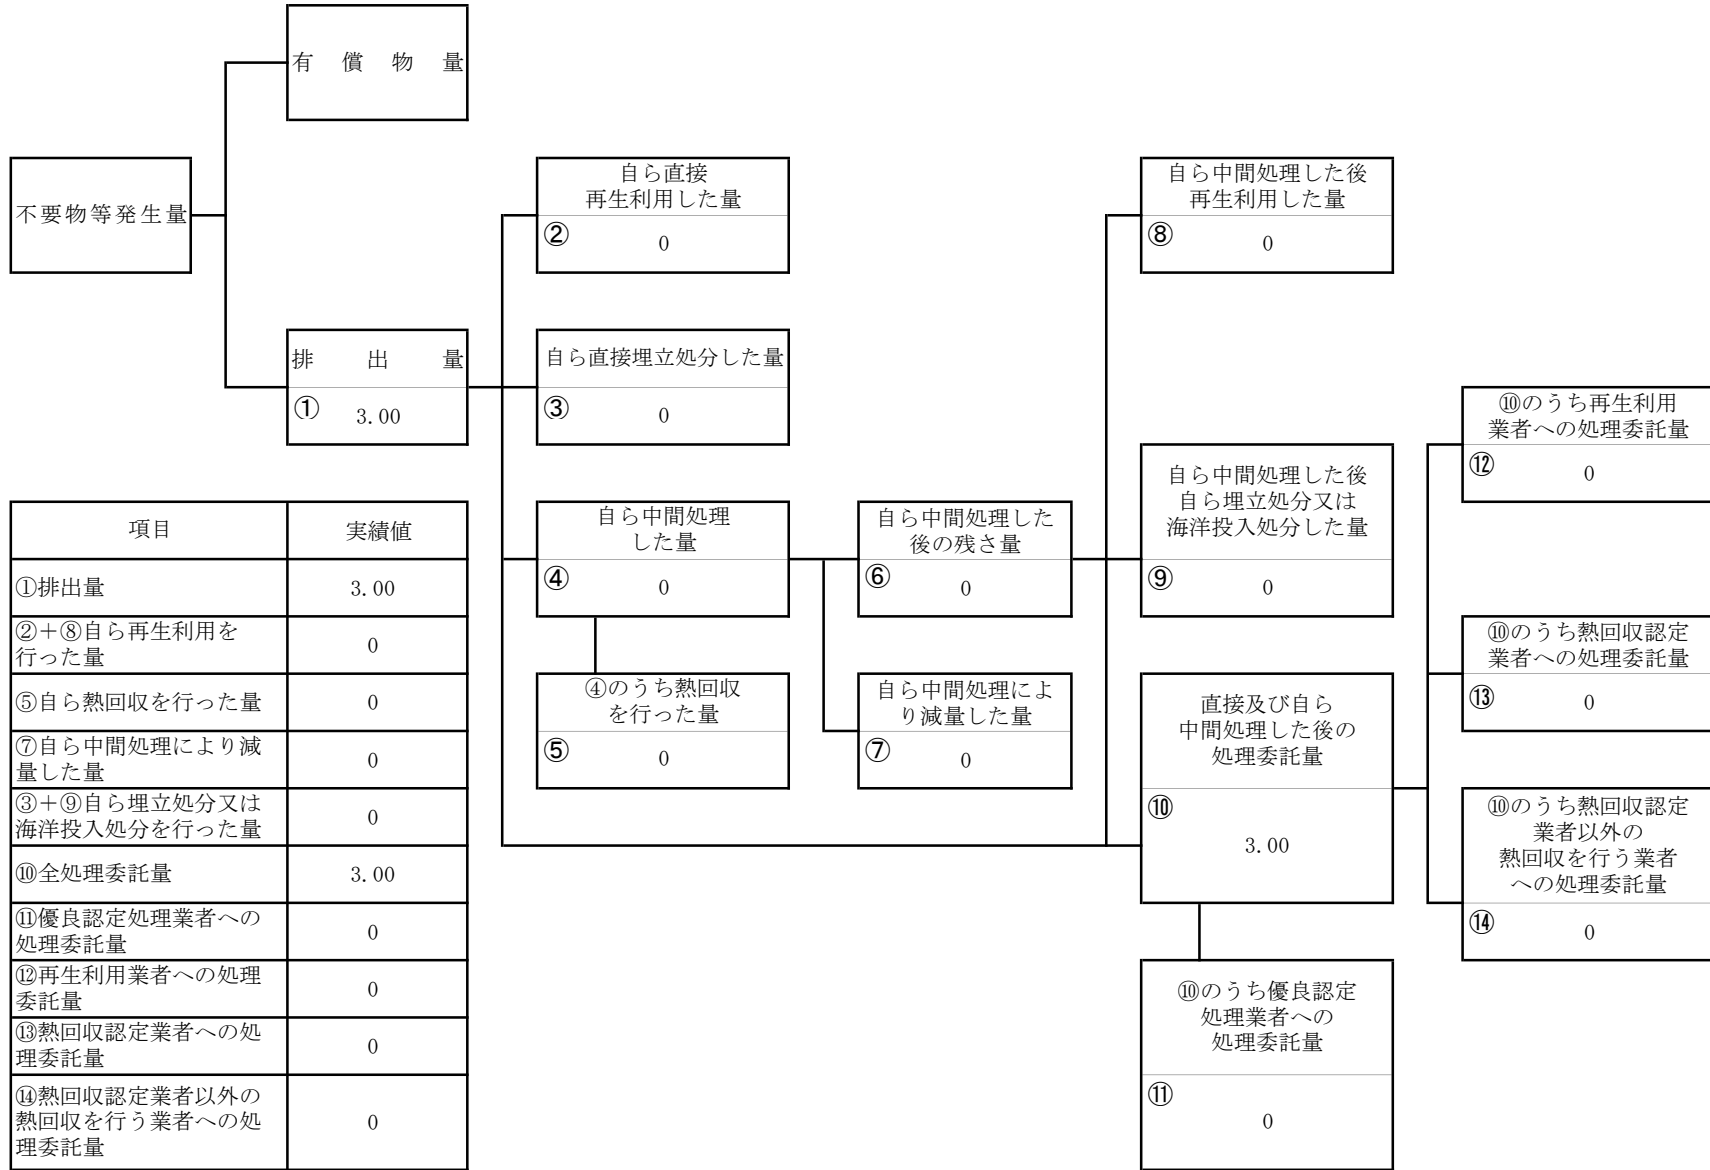 有償物量
不要物等発生量
自ら直接
再生利用した量
② 0
自ら中間処理した後
再生利用した量
⑧ 0
排出量
① 3.00
自ら直接埋立処分した量
③ 0
⑩のうち再生利用
業者への処理委託量
⑫ 0
自ら中間処理
した量
④ 0
自ら中間処理した
後の残さ量
⑥ 0
自ら中間処理した後
自ら埋立処分又は
海洋投入処分した量
⑨ 0
⑩のうち熱回収認定
業者への処理委託量
⑬ 0
④のうち熱回収
を行った量
⑤ 0
自ら中間処理によ
り減量した量
⑦ 0
直接及び自ら
中間処理した後の
処理委託量
⑩
3.00
⑩のうち熱回収認定
業者以外の
熱回収を行う業者
への処理委託量
⑭ 0
⑩のうち優良認定
処理業者への
処理委託量
⑪
0
項目 実績値
①排出量 3.00
②+⑧自ら再生利用を
行った量 0
⑤自ら熱回収を行った量 0
⑦自ら中間処理により減
量した量 0
③+⑨自ら埋立処分又は
海洋投入処分を行った量 0
⑩全処理委託量 3.00
⑪優良認定処理業者への
処理委託量 0
⑫再生利用業者への処理
委託量 0
⑬熱回収認定業者への処
理委託量 0
⑭熱回収認定業者以外の
熱回収を行う業者への処
理委託量 0